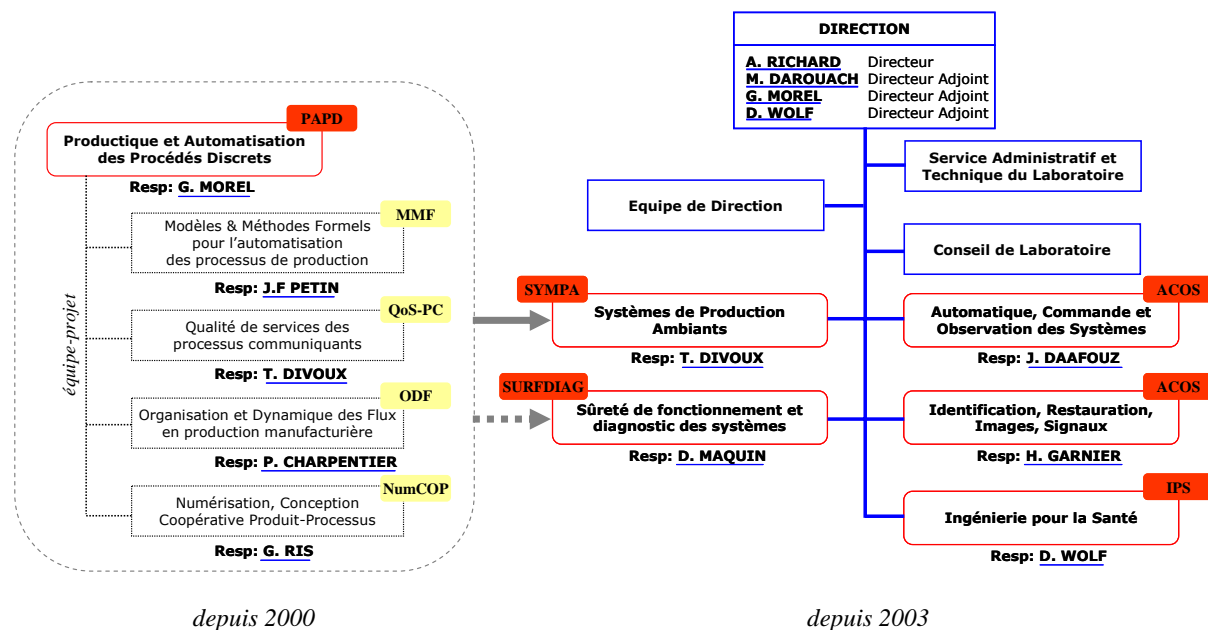 PAPD
Productique et Automatisation
des Procédés Discrets
Resp: G. MOREL
MMF
Modèles & Méthodes Formels
pour l'automatisation
des processus de production
Resp: J.F PETIN
QoS-PC
Qualité de services des
processus communiquants
Resp: T. DIVOUX
ODF
Organisation et Dynamique des Flux
en production manufacturière
Resp: P. CHARPENTIER
NumCOP
Numérisation, Conception
Coopérative Produit-Processus
Resp: G. RIS
équipe-projet
depuis 2000
DIRECTION
A. RICHARD Directeur
M. DAROUACH Directeur Adjoint
G. MOREL Directeur Adjoint
D. WOLF Directeur Adjoint
Service Administratif et
Technique du Laboratoire
Equipe de Direction
Conseil de Laboratoire
SYMPA
Systèmes de Production
Ambiants
Resp: T. DIVOUX
ACOS
Automatique, Commande et
Observation des Systèmes
Resp: J. DAAFOUZ
SURFDIAG
Sûreté de fonctionnement et
diagnostic des systèmes
Resp: D. MAQUIN
ACOS
Identification, Restauration,
Images, Signaux
Resp: H. GARNIER
IPS
Ingénierie pour la Santé
Resp: D. WOLF
depuis 2003